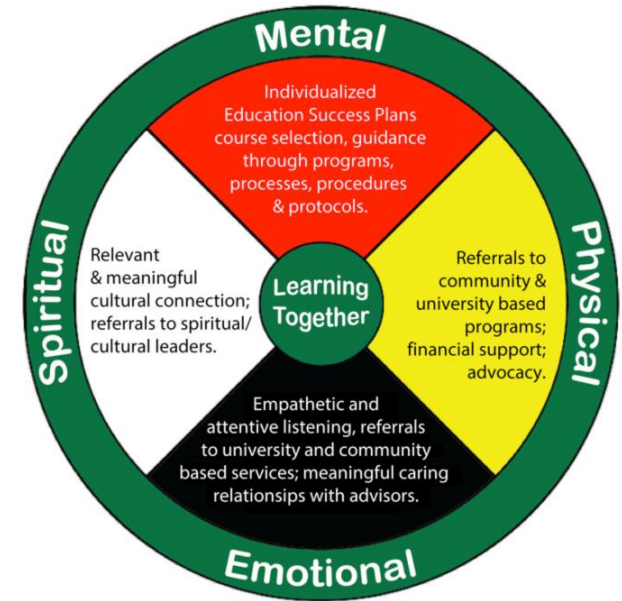 Mental
Individualized
Education Success Plans
course selection, guidance
through programs,
processes, procedures
& protocols.
Spiritual
Relevant
& meaningful
cultural connection;
referrals to spiritual/
cultural leaders.
Learning
Together
Referrals to
community &
university based
programs;
financial support;
advocacy.
Physical
Empathetic and
attentive listening, referrals
to university and community
based services; meaningful caring
relationsips with advisors.
Emotional